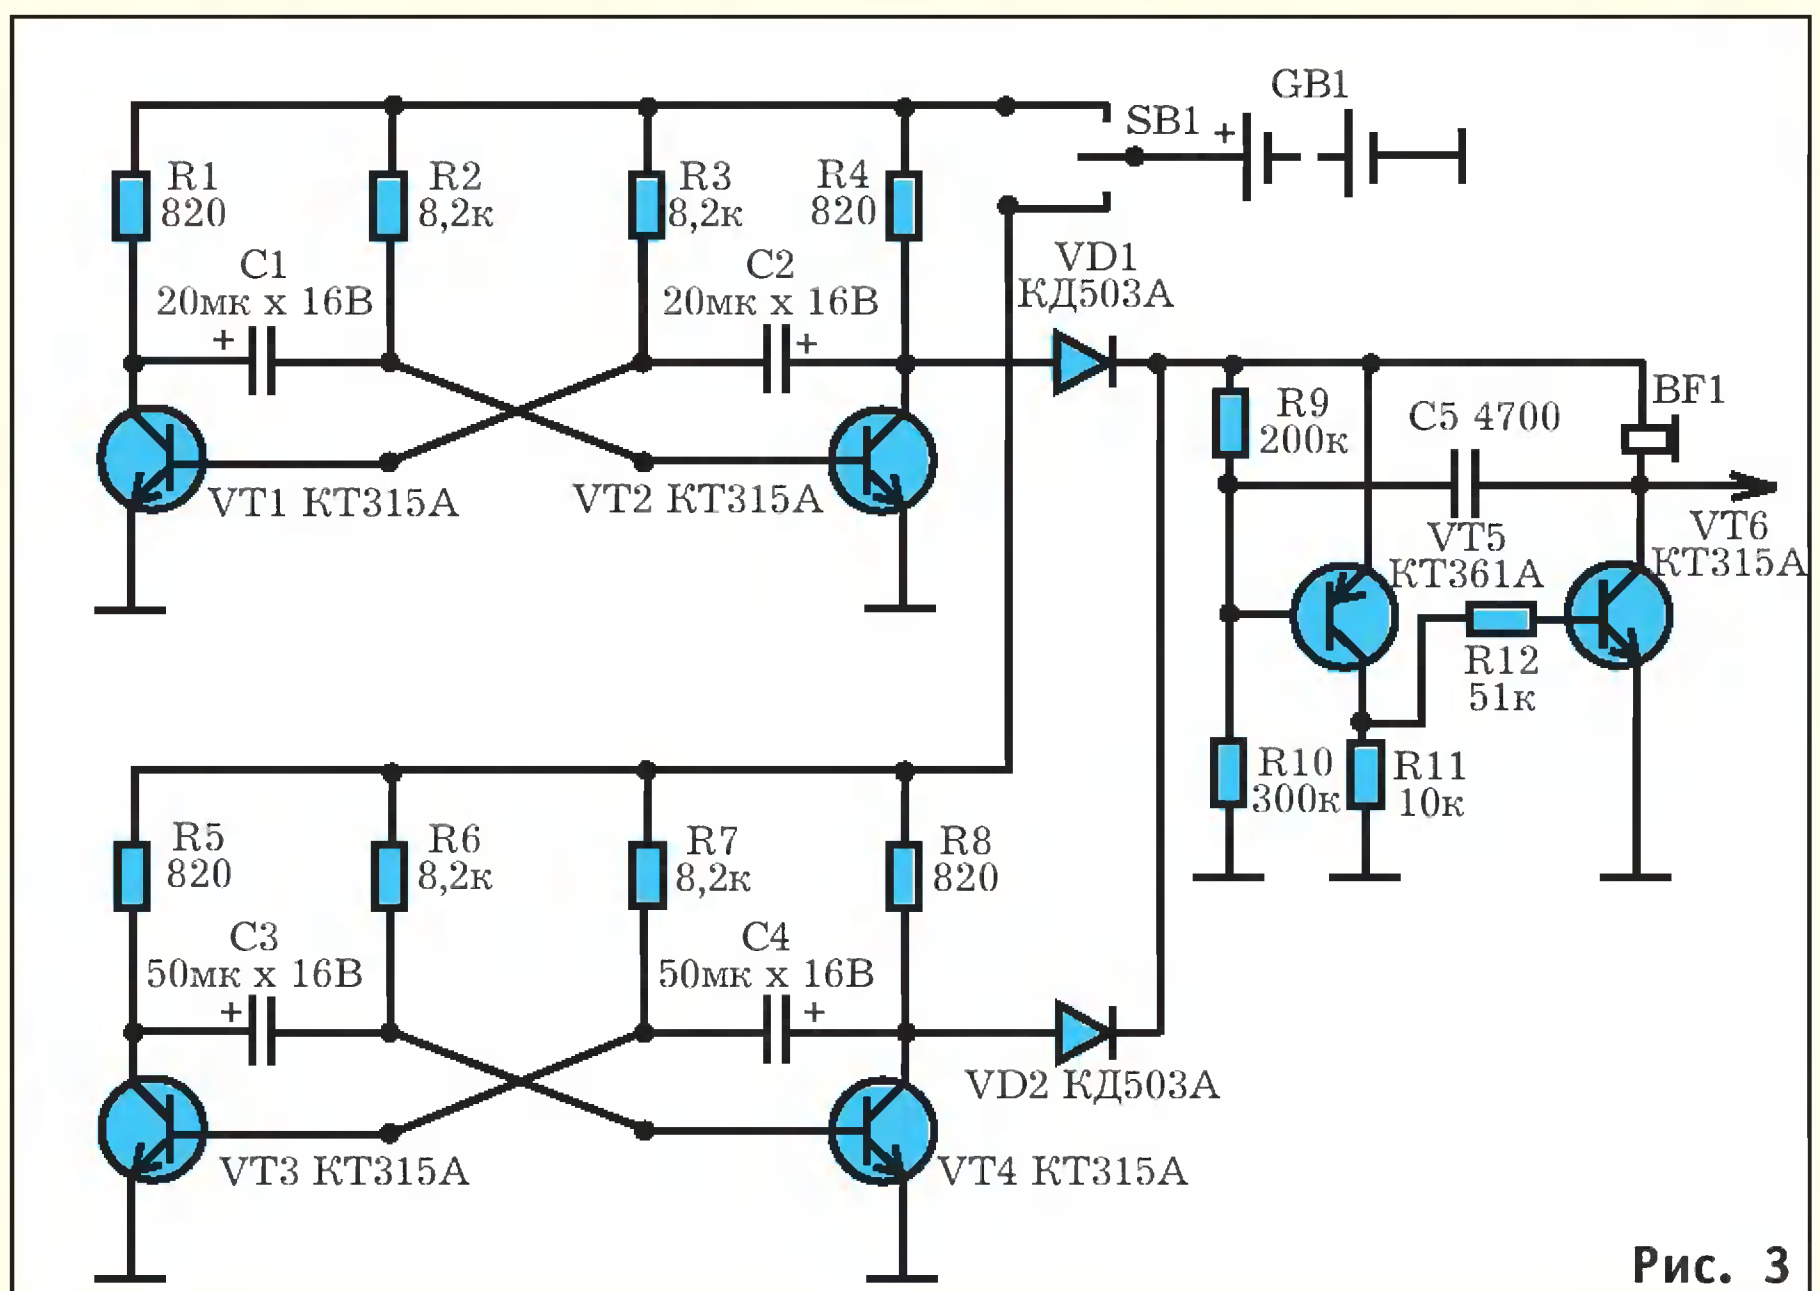 GB1
SB1 +
R1
820
R2
8,2к
R3
8,2к
R4
820
C1
20мк x 16В
+
C2
20мк x 16В
+
VD1
КД503А
VT1 КТ315А
VT2 КТ315А
R9
200к
C5 4700
BF1
VT5
КТ361А
VT6
КТ315А
R12
51к
R10
300к
R11
10к
R5
820
R6
8,2к
R7
8,2к
R8
820
C3
50мк x 16В
+
C4
50мк x 16В
+
VD2 КД503А
VT3 КТ315А
VT4 КТ315А
Рис. 3